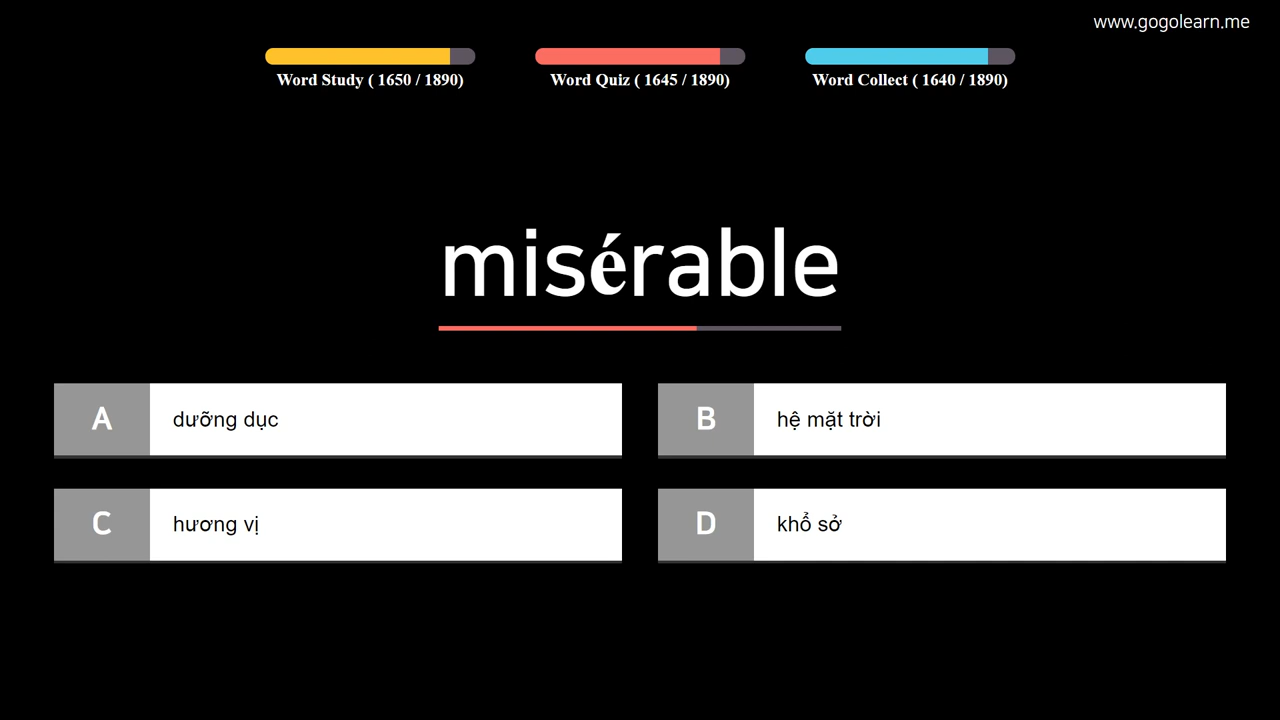 www.gogolearn.me
Word Study ( 1650 / 1890)
Word Quiz ( 1645 / 1890)
Word Collect ( 1640 / 1890)
misérable
A
dưỡng dục
B
hệ mặt trời
C
hương vị
D
khổ sở